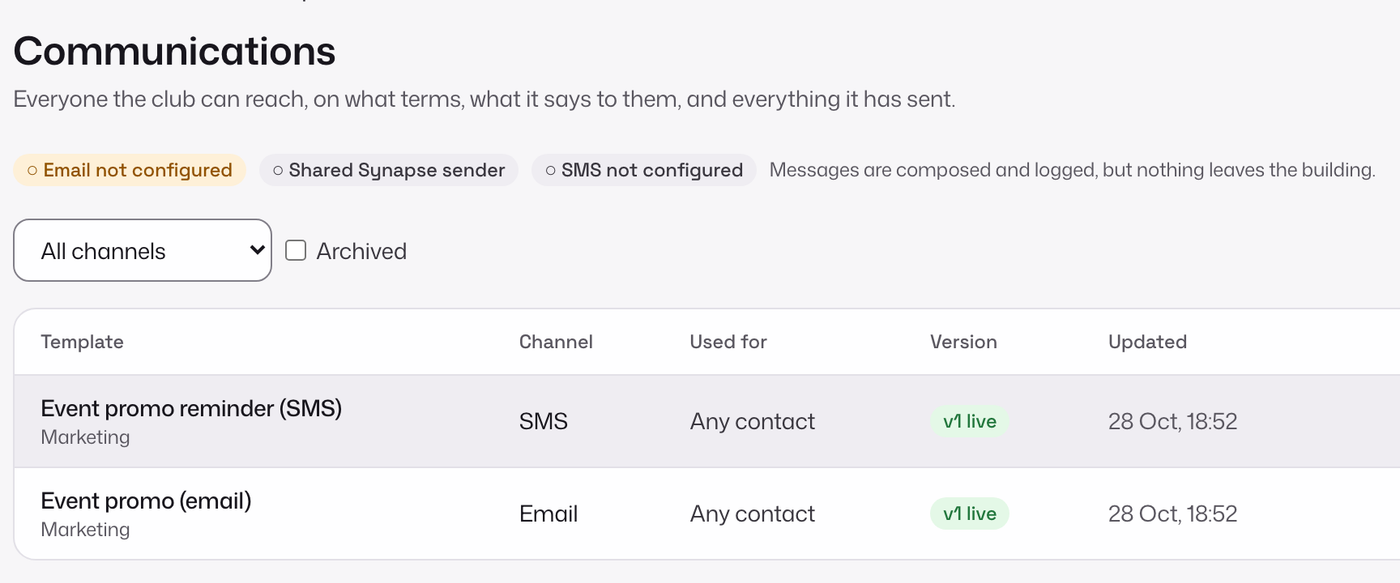 Communications
Everyone the club can reach, on what terms, what it says to them, and everything it has sent.
○ Email not configured ○ Shared Synapse sender ○ SMS not configured Messages are composed and logged, but nothing leaves the building.
All channels Archived
Template Channel Used for Version Updated
Event promo reminder (SMS) SMS Any contact v1 live 28 Oct, 18:52
Marketing
Event promo (email) Email Any contact v1 live 28 Oct, 18:52
Marketing